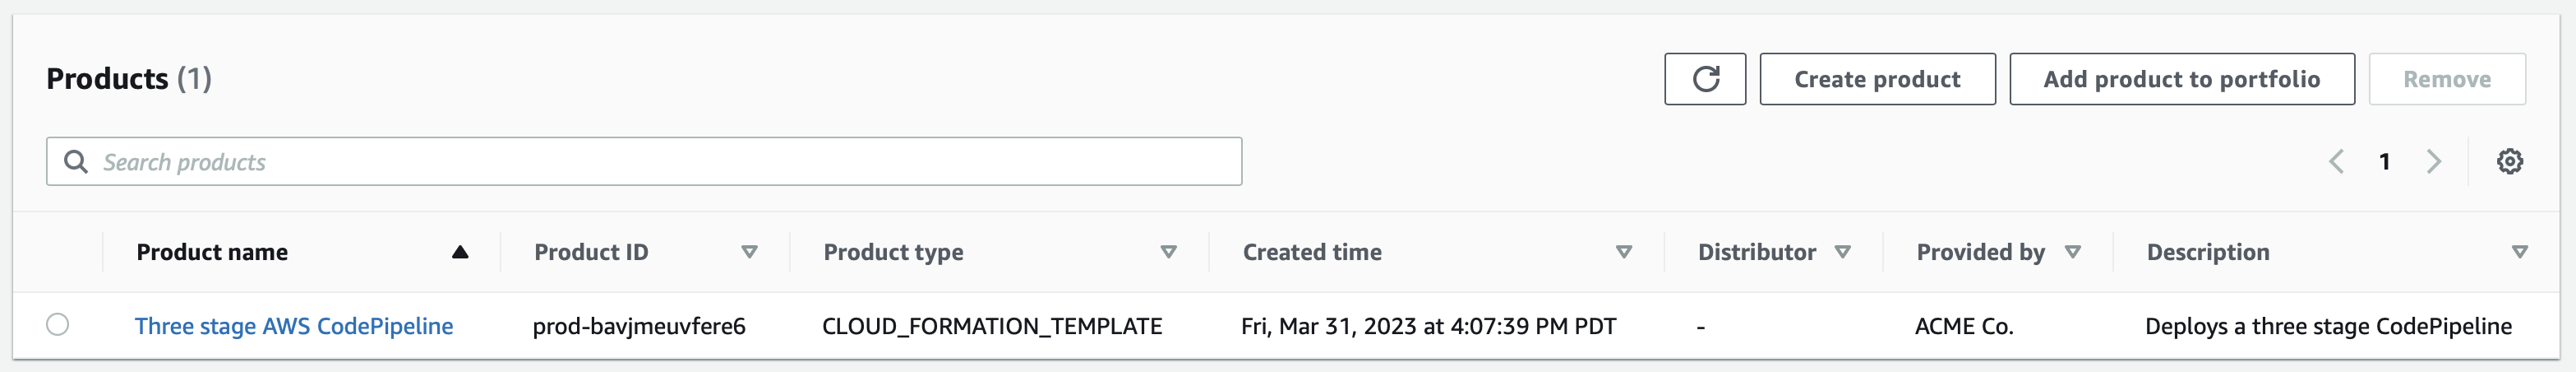 Products (1)
Create product
Add product to portfolio
Remove
Search products
1
Product name Product ID Product type Created time Distributor Provided by Description
Three stage AWS CodePipeline prod-bavjmeuvfere6 CLOUD_FORMATION_TEMPLATE Fri, Mar 31, 2023 at 4:07:39 PM PDT - ACME Co. Deploys a three stage CodePipeline